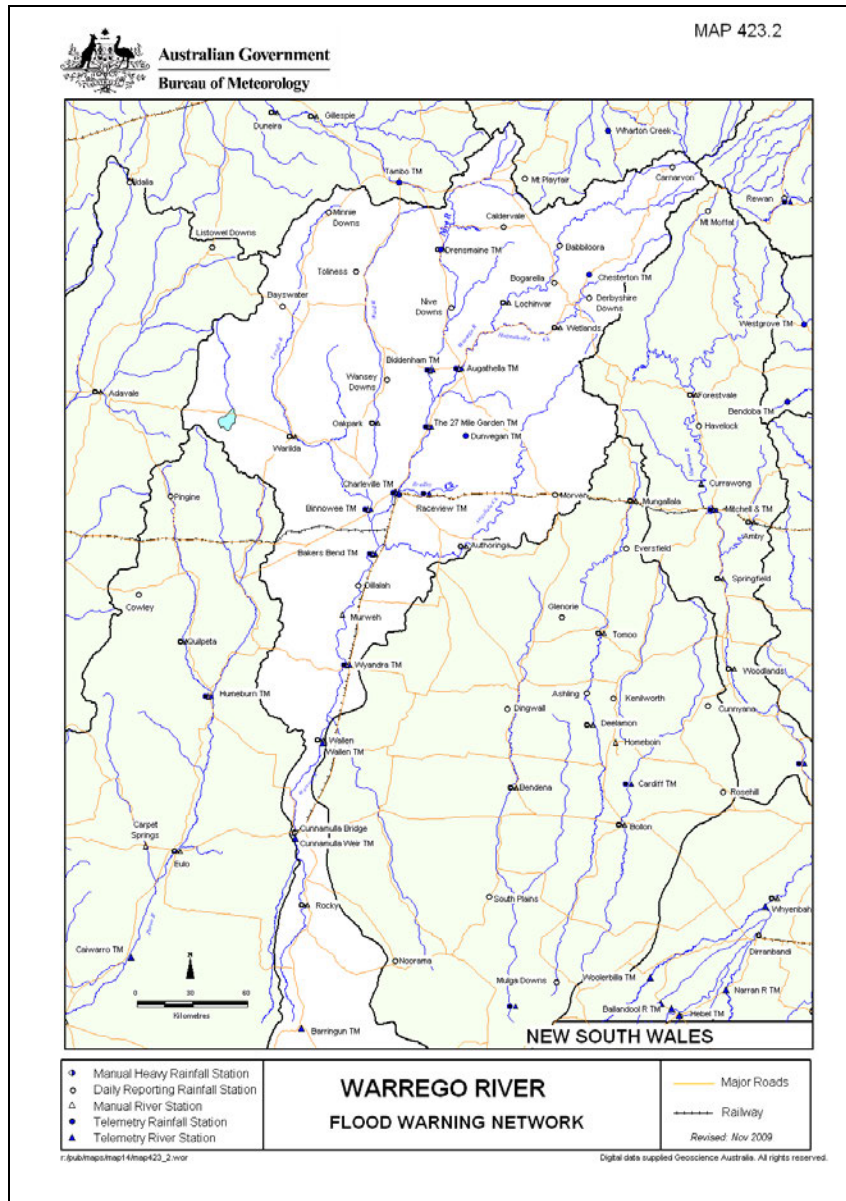 MAP 423.2
Australian Government
Bureau of Meteorology
Duneira
Gillespie
Wharton Creek
Tambo TM
Mt Playfair
Carnarvon
Idalia
Rewan
Minnie
Downs
Caldervale
Mt Moffat
Listowel Downs
Drensmaine TM
Babbiloora
Toliness
Bogarella
Chesterton TM
Bayswater
Nive
Downs
Lochinvar
Derbyshire
Downs
Wetlands
Westgrove TM
Biddenham TM
Augathella TM
Wansey
Downs
Adavale
Forestvale
Bendoba TM
Oakpark
The 27 Mile Garden TM
Havelock
Warilda
Dunvegan TM
Charleville TM
Currawong
Pingine
Raceview TM
Morven
Mungallala
Binnowee TM
Mitchell & TM
Amby
Bakers Bend TM
Authoringa
Eversfield
Dillalah
Springfield
Cowley
Murweh
Glenorie
Quilpeta
Tomoo
Wyandra TM
Woodlands
Humeburn TM
Ashling
Kenilworth
Dingwall
Cunnyana
Deelamon
Wallen
Homeboin
Wallen TM
Bendena
Cardiff TM
Rosehill
Carpet
Springs
Cunnamulla Bridge
Bollon
Cunnamulla Weir TM
Eulo
South Plains
Rocky
Whyenbah
Dirranbandi
Caiwarro TM
Noorama
Mulga Downs
Woolerbilla TM
Narran R TM
Ballandool R TM
Hebel TM
Barringun TM
N
0 30 60
Kilometres
NEW SOUTH WALES
Manual Heavy Rainfall Station
Daily Reporting Rainfall Station
Manual River Station
Telemetry Rainfall Station
Telemetry River Station
WARREGO RIVER
FLOOD WARNING NETWORK
Major Roads
Railway
Revised: Nov 2009
r:/pub/maps/map14/map423_2.wor
Digital data supplied Geoscience Australia. All rights reserved.